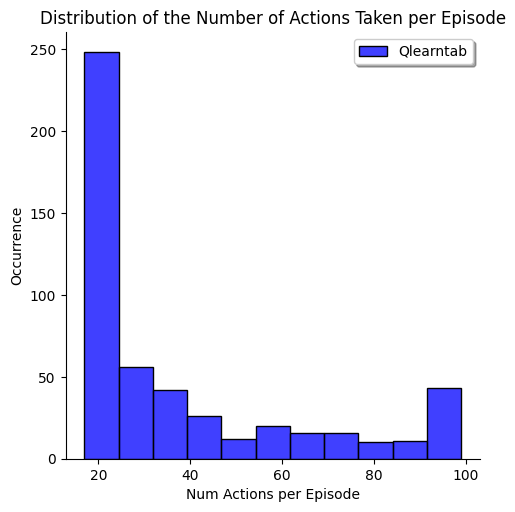 Distribution of the Number of Actions Taken per Episode
Qlearntab
250
200
150
100
50
0
Occurrence
20 40 60 80 100
Num Actions per Episode